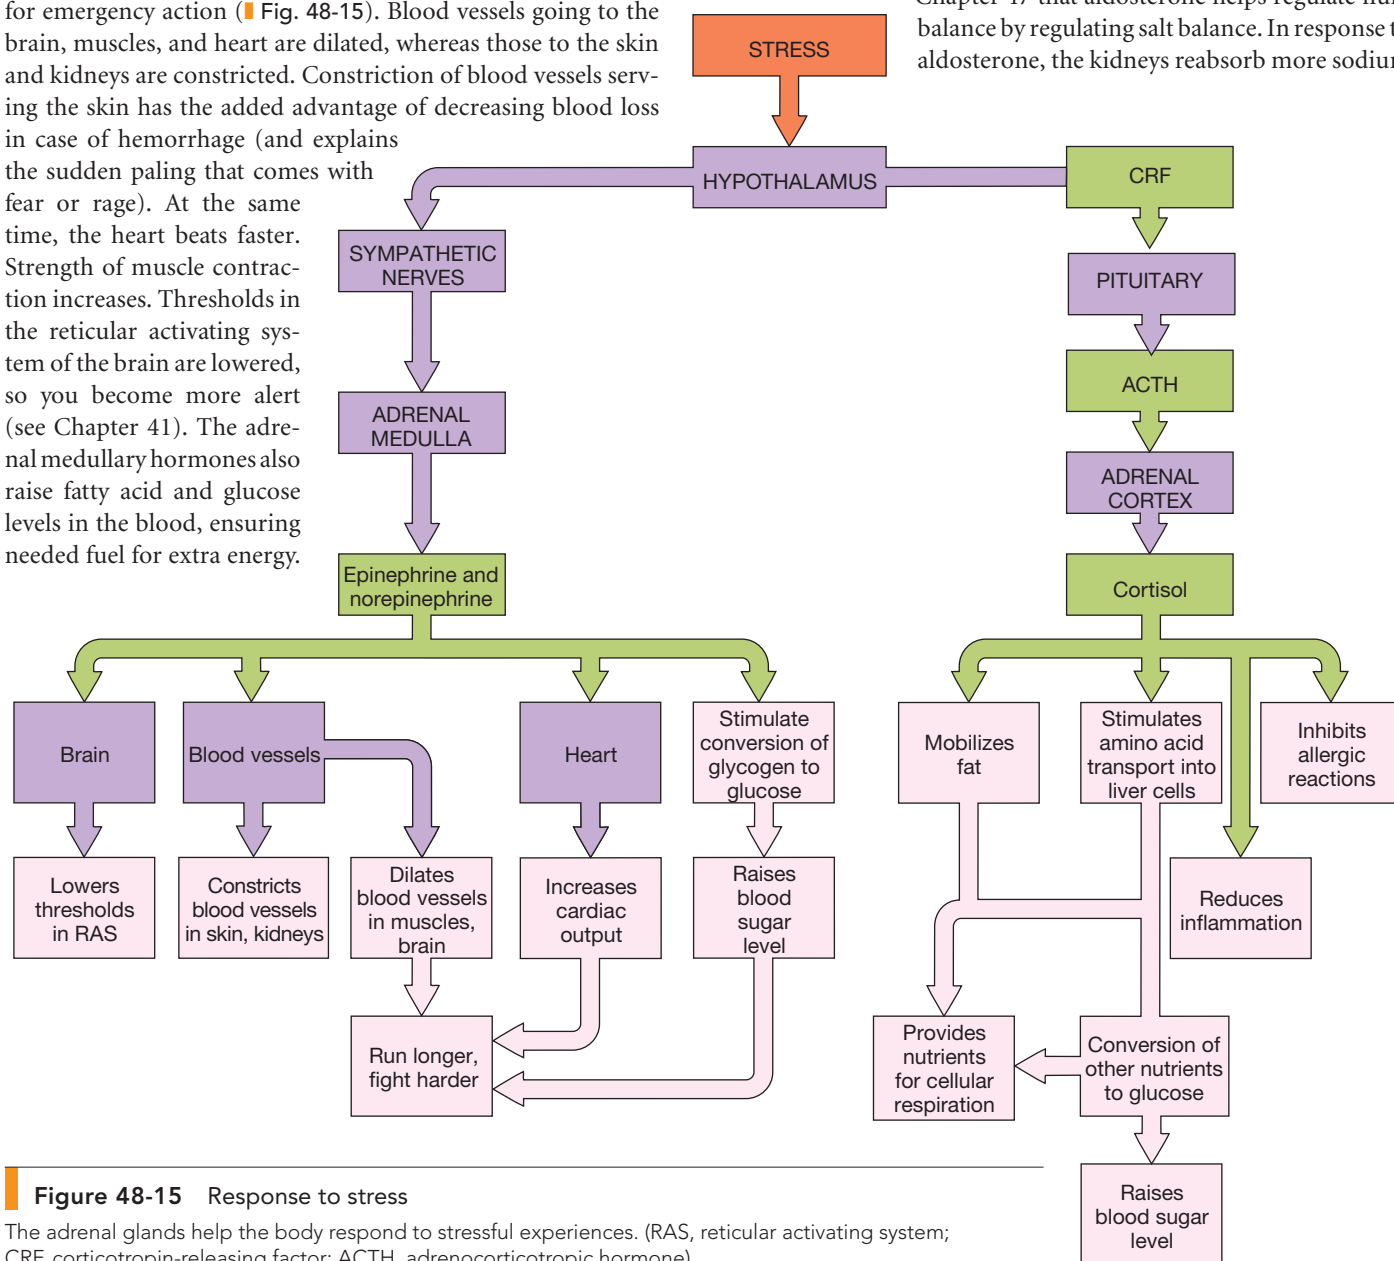 for emergency action (Fig. 48-15). Blood vessels going to the
brain, muscles, and heart are dilated, whereas those to the skin
and kidneys are constricted. Constriction of blood vessels serv-
ing the skin has the added advantage of decreasing blood loss
in case of hemorrhage (and explains
the sudden paling that comes with
fear or rage). At the same
time, the heart beats faster.
Strength of muscle contrac-
tion increases. Thresholds in
the reticular activating sys-
tem of the brain are lowered,
so you become more alert
(see Chapter 41). The adre-
nal medullary hormones also
raise fatty acid and glucose
levels in the blood, ensuring
needed fuel for extra energy.
that aldosterone helps regulate
balance by regulating salt balance. In response
aldosterone, the kidneys reabsorb more
STRESS
HYPOTHALAMUS
SYMPATHETIC
NERVES
ADRENAL
MEDULLA
Epinephrine and
norepinephrine
Brain
Blood vessels
Heart
Stimulate
conversion of
glycogen to
glucose
Lowers
thresholds
in RAS
Constricts
blood vessels
in skin, kidneys
Dilates
blood vessels
in muscles,
brain
Increases
cardiac
output
Raises
blood
sugar
level
Run longer,
fight harder
CRF
PITUITARY
ACTH
ADRENAL
CORTEX
Cortisol
Mobilizes
fat
Stimulates
amino acid
transport into
liver cells
Inhibits
allergic
reactions
Reduces
inflammation
Provides
nutrients
for cellular
respiration
Conversion of
other nutrients
to glucose
Raises
blood sugar
level
Figure 48-15 Response to stress
The adrenal glands help the body respond to stressful experiences. (RAS, reticular activating system;
CRF, corticotropin-releasing factor; ACTH, adrenocorticotropic hormone)